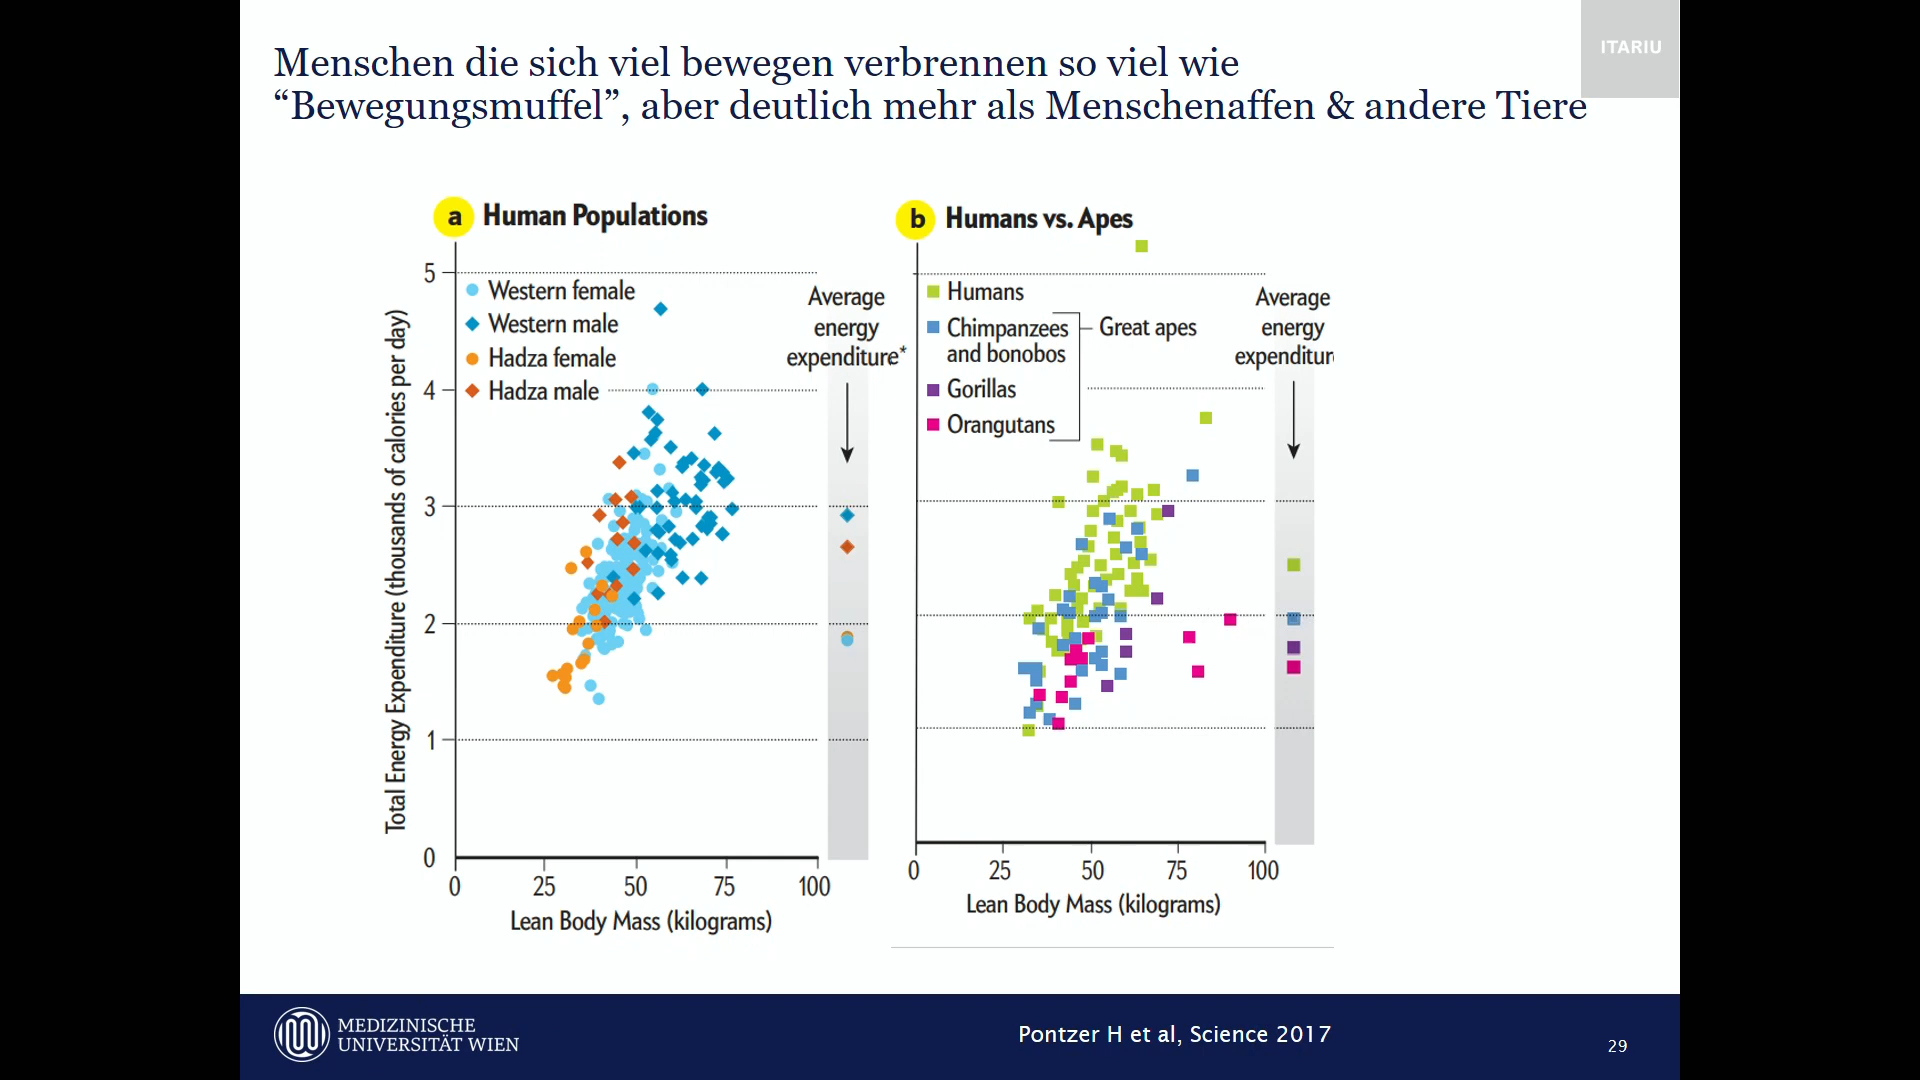 ITARIU
Menschen die sich viel bewegen verbrennen so viel wie
“Bewegungsmuffel”, aber deutlich mehr als Menschenaffen & andere Tiere
a Human Populations
Total Energy Expenditure (thousands of calories per day)
5
4
3
2
1
0
Western female
Western male
Hadza female
Hadza male
Average
energy
expenditure*
0 25 50 75 100
Lean Body Mass (kilograms)
b Humans vs. Apes
Humans
Chimpanzees
and bonobos
Great apes
Gorillas
Orangutans
Average
energy
expenditur
0 25 50 75 100
Lean Body Mass (kilograms)
MEDIZINISCHE
UNIVERSITÄT WIEN
Pontzer H et al, Science 2017
29